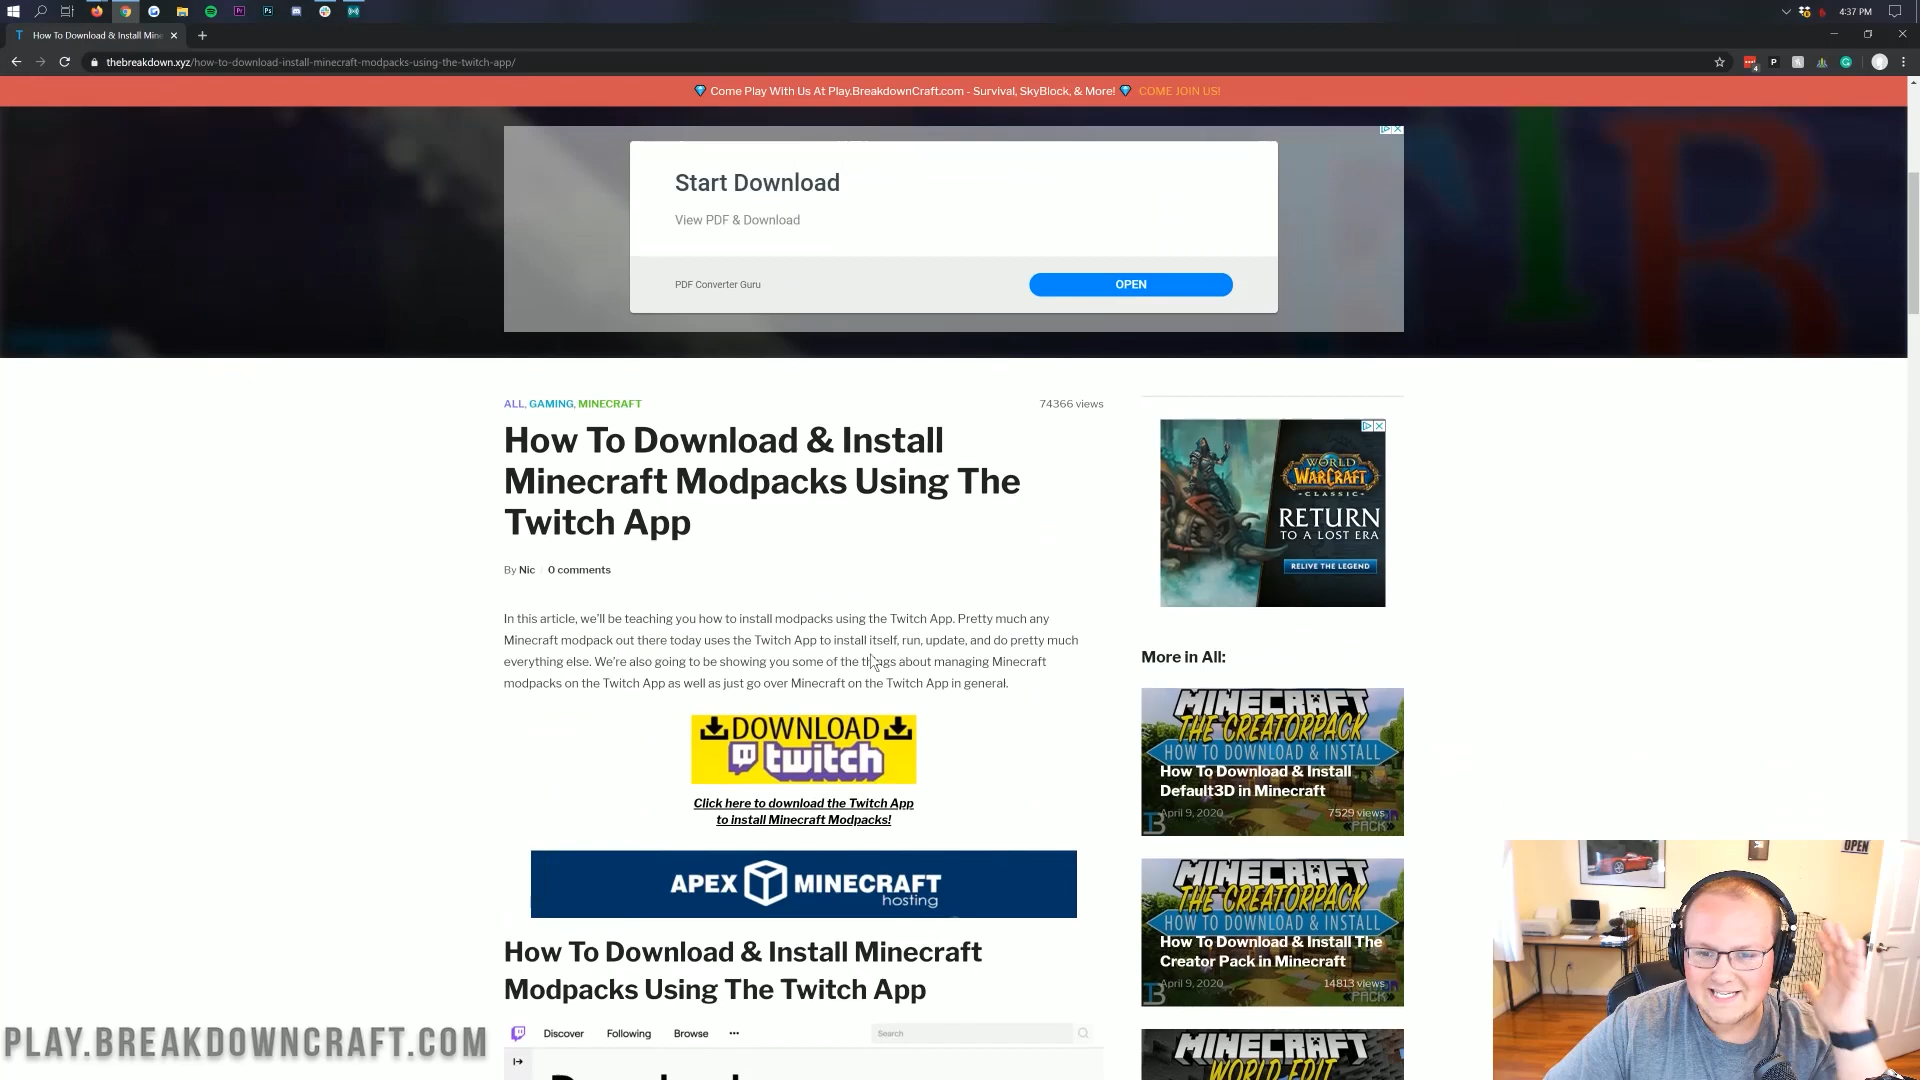 4:37 PM
How To Download & Install Mine
thebreakdown.xyz/how-to-download-install-minecraft-modpacks-using-the-twitch-app/
Come Play With Us At Play.BreakdownCraft.com - Survival, SkyBlock, & More! COME JOIN US!
Start Download
View PDF & Download
PDF Converter Guru
OPEN
ALL, GAMING, MINECRAFT
74366 views
How To Download & Install
Minecraft Modpacks Using The
Twitch App
By Nic / 0 comments
In this article, we'll be teaching you how to install modpacks using the Twitch App. Pretty much any
Minecraft modpack out there today uses the Twitch App to install itself, run, update, and do pretty much
everything else. We're also going to be showing you some of the things about managing Minecraft
modpacks on the Twitch App as well as just go over Minecraft on the Twitch App in general.
DOWNLOAD
twitch
Click here to download the Twitch App
to install Minecraft Modpacks!
APEX MINECRAFT
hosting
How To Download & Install Minecraft
Modpacks Using The Twitch App
Discover Following Browse ...
Search
WORLD
WARCRAFT
CLASSIC
RETURN
TO A LOST ERA
RELIVE THE LEGEND
More in All:
MINECRAFT
THE CREATORPACK
HOW TO DOWNLOAD & INSTALL
How To Download & Install
Default3D in Minecraft
April 9, 2020
7529 views
PACK
MINECRAFT
THE CREATORPACK
HOW TO DOWNLOAD & INSTALL
How To Download & Install The
Creator Pack in Minecraft
April 9, 2020
14813 views
PACK
MINECRAFT
WORLD EDIT
OPEN
PLAY.BREAKDOWNCRAFT.COM